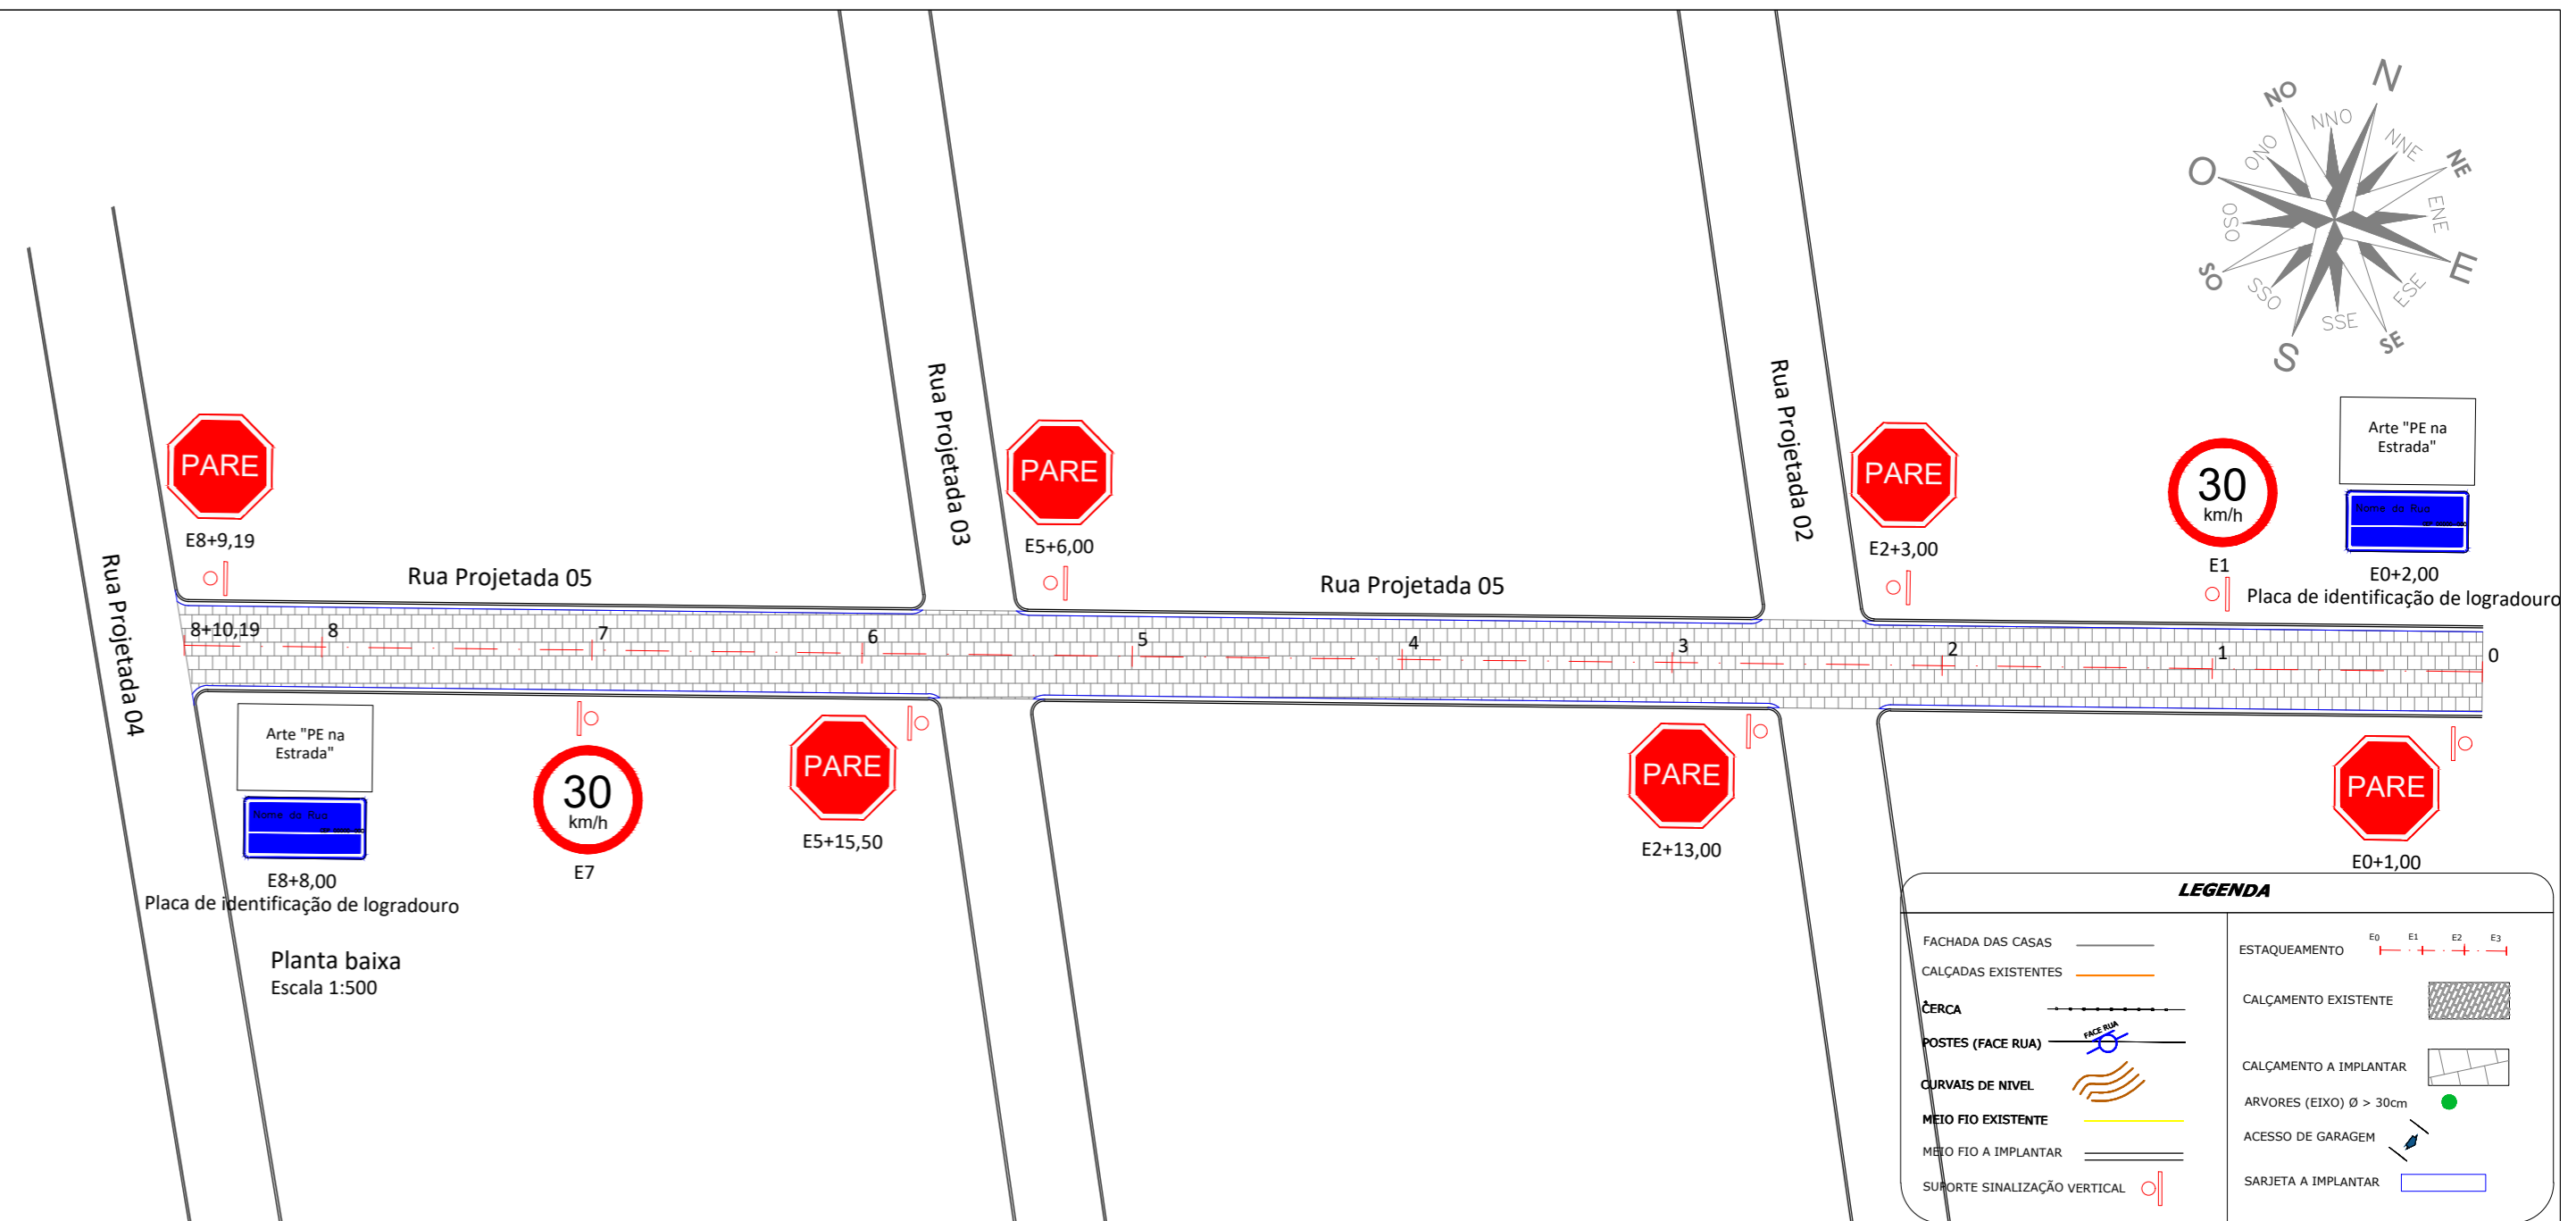 N
NO
NNO
NNE
NE
ONO
O
ENE
OSO
E
SO
SSO
ESE
SSE
SE
S
Rua Projetada 03
Rua Projetada 02
Arte "PE na
Estrada"
PARE
PARE
PARE
30
km/h
Nome da Rua
E8+9,19
E5+6,00
E2+3,00
E1
E0+2,00
Placa de identificação de logradouro
Rua Projetada 04
Rua Projetada 05
Rua Projetada 05
8+10,19
8
7
6
5
4
3
2
1
0
Arte "PE na
Estrada"
Nome da Rua
E8+8,00
Placa de identificação de logradouro
30
km/h
E7
PARE
E5+15,50
PARE
E2+13,00
PARE
E0+1,00
Planta baixa
Escala 1:500
LEGENDA
FACHADA DAS CASAS
CALÇADAS EXISTENTES
CERCA
POSTES (FACE RUA)
FACE RUA
CURVAIS DE NIVEL
MEIO FIO EXISTENTE
MEIO FIO A IMPLANTAR
SUPORTE SINALIZAÇÃO VERTICAL
ESTAQUEAMENTO
E0 E1 E2 E3
CALÇAMENTO EXISTENTE
CALÇAMENTO A IMPLANTAR
ARVORES (EIXO) Ø > 30cm
ACESSO DE GARAGEM
SARJETA A IMPLANTAR